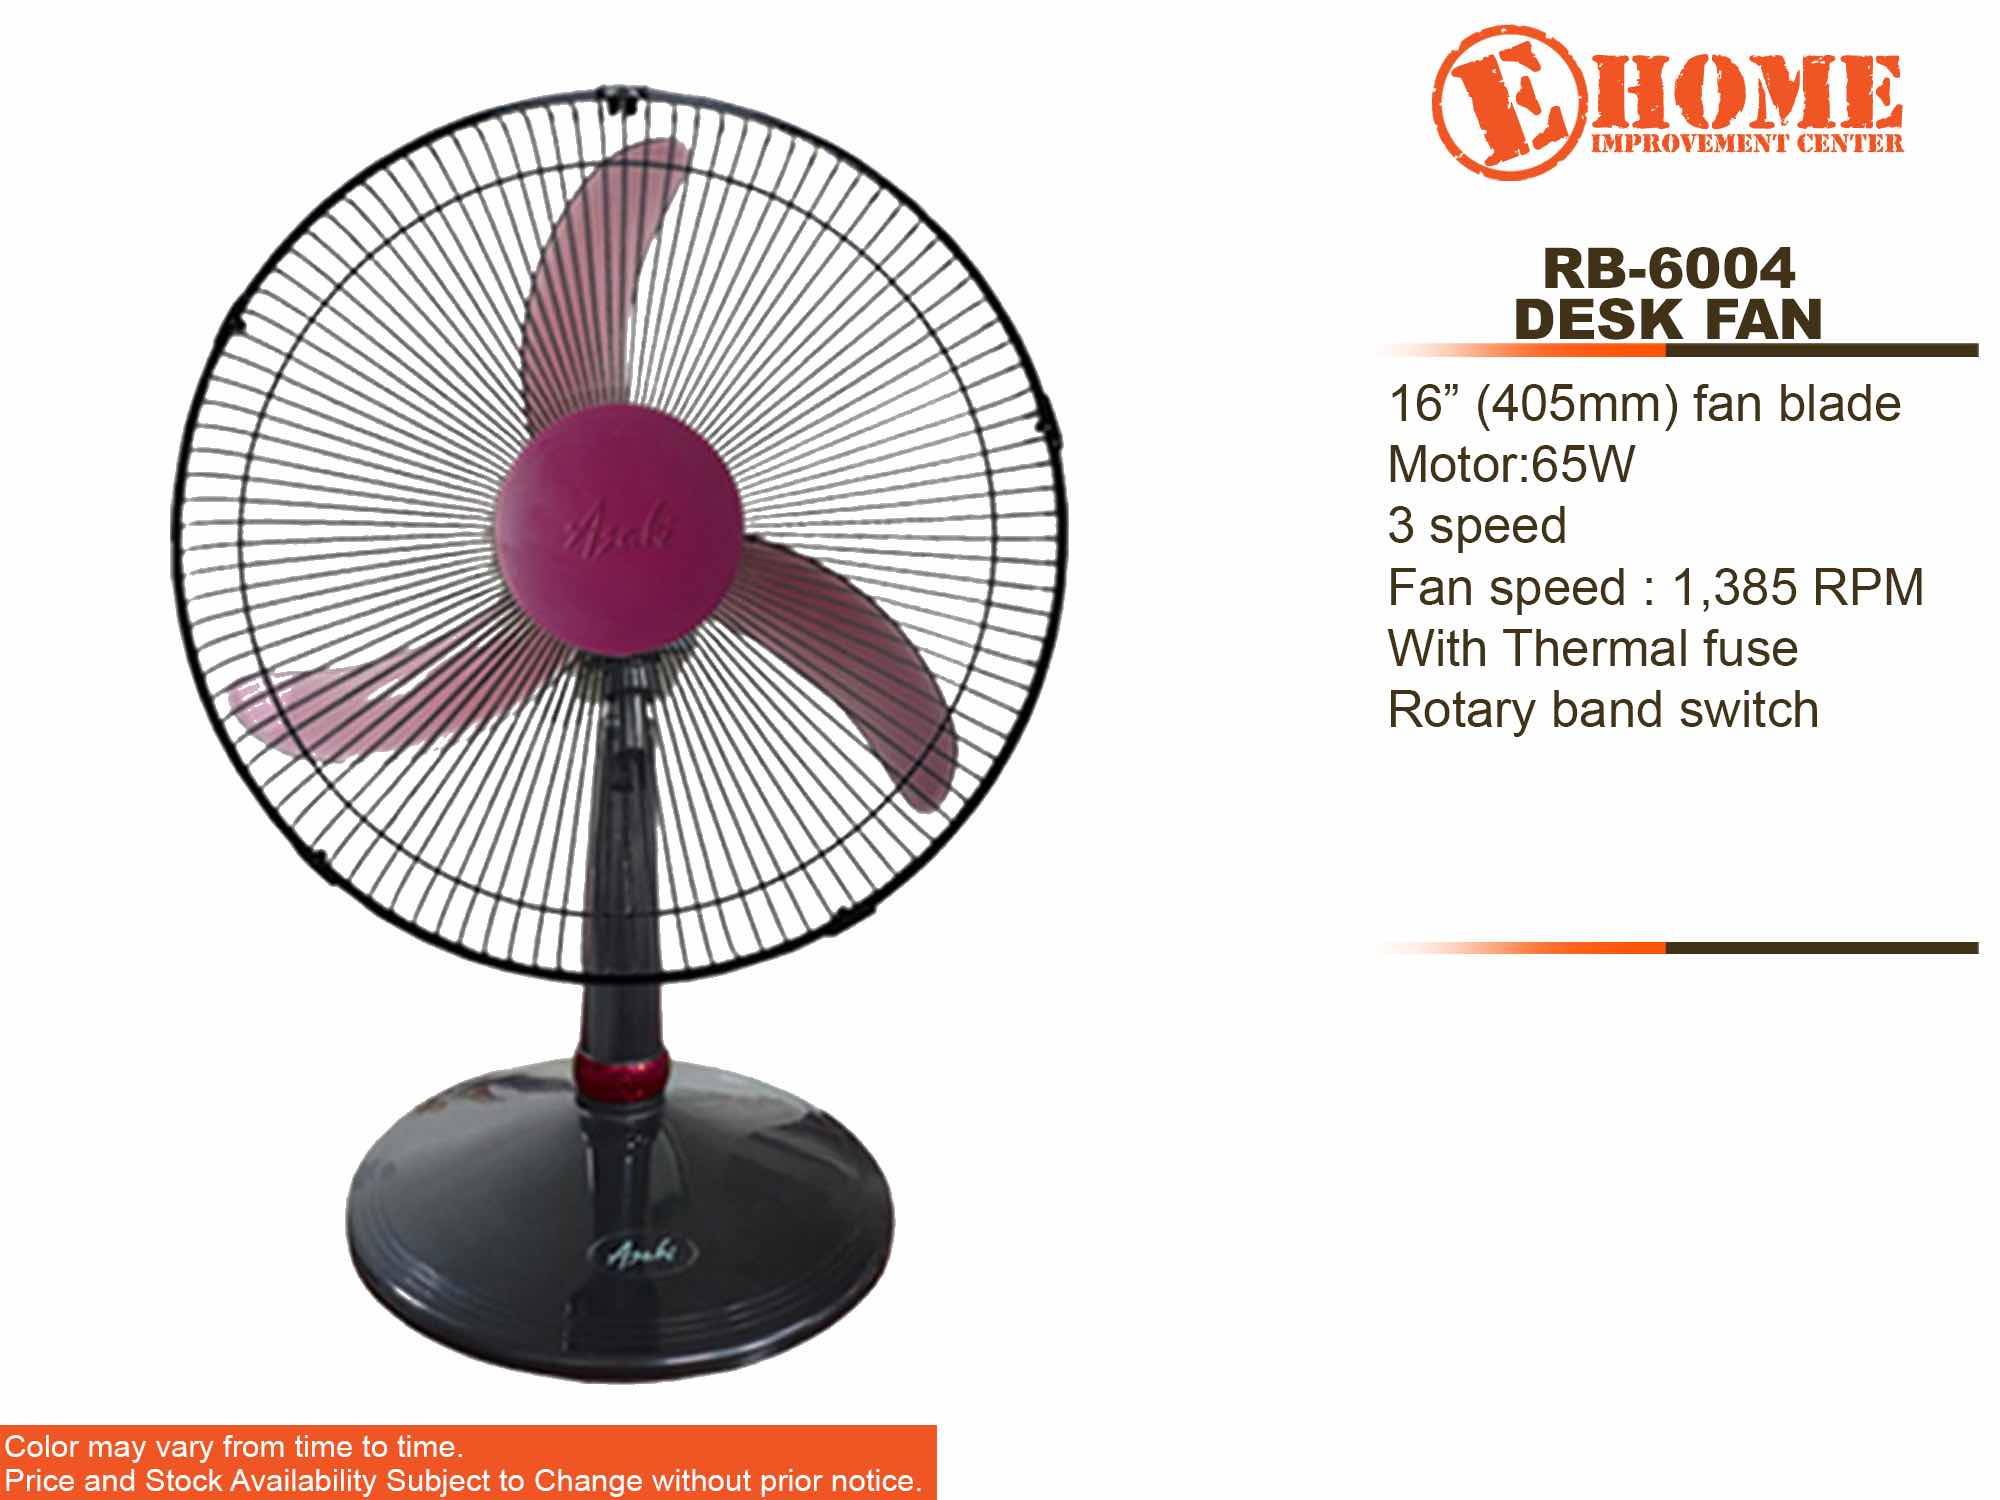 E HOME
IMPROVEMENT CENTER
RB-6004
DESK FAN
16” (405mm) fan blade
Motor:65W
3 speed
Fan speed : 1,385 RPM
With Thermal fuse
Rotary band switch
Asahi
Asahi
Color may vary from time to time.
Price and Stock Availability Subject to Change without prior notice.